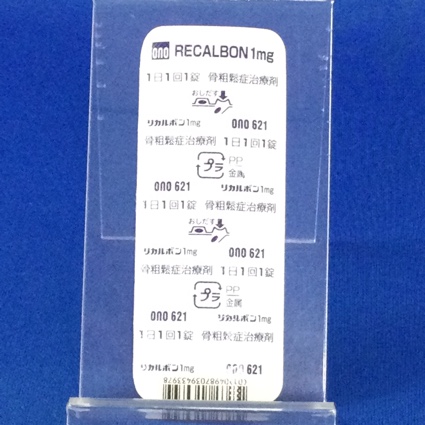 ono RECALBON 1mg
1日1回1錠 骨粗鬆症治療剤
おしだす
リカルボン1mg ono 621
骨粗鬆症治療剤 1日1回1錠
プラ PP 金属
ono 621 リカルボン1mg
1日1回1錠 骨粗鬆症治療剤
おしだす
リカルボン1mg ono 621
骨粗鬆症治療剤 1日1回1錠
プラ PP 金属
ono 621 リカルボン1mg
1日1回1錠 骨粗鬆症治療剤
リカルボン1mg ono 621
(01)04987039433978